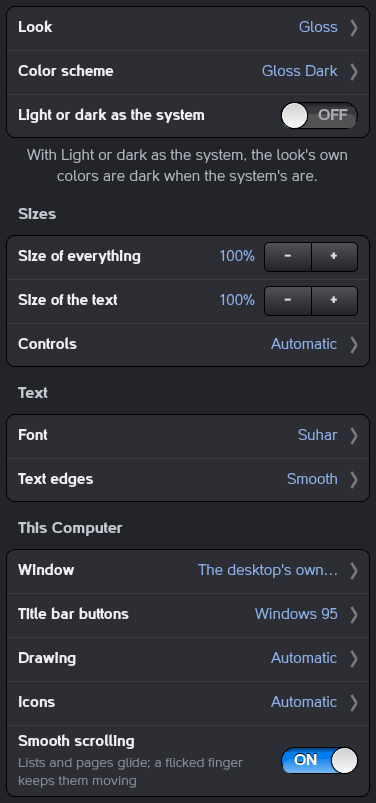 Look Gloss
Color scheme Gloss Dark
Light or dark as the system OFF
With Light or dark as the system, the look's own
colors are dark when the system's are.
Sizes
Size of everything 100% - +
Size of the text 100% - +
Controls Automatic
Text
Font Suhar
Text edges Smooth
This Computer
Window The desktop's own...
Title bar buttons Windows 95
Drawing Automatic
Icons Automatic
Smooth scrolling
Lists and pages glide; a flicked finger
keeps them moving
ON